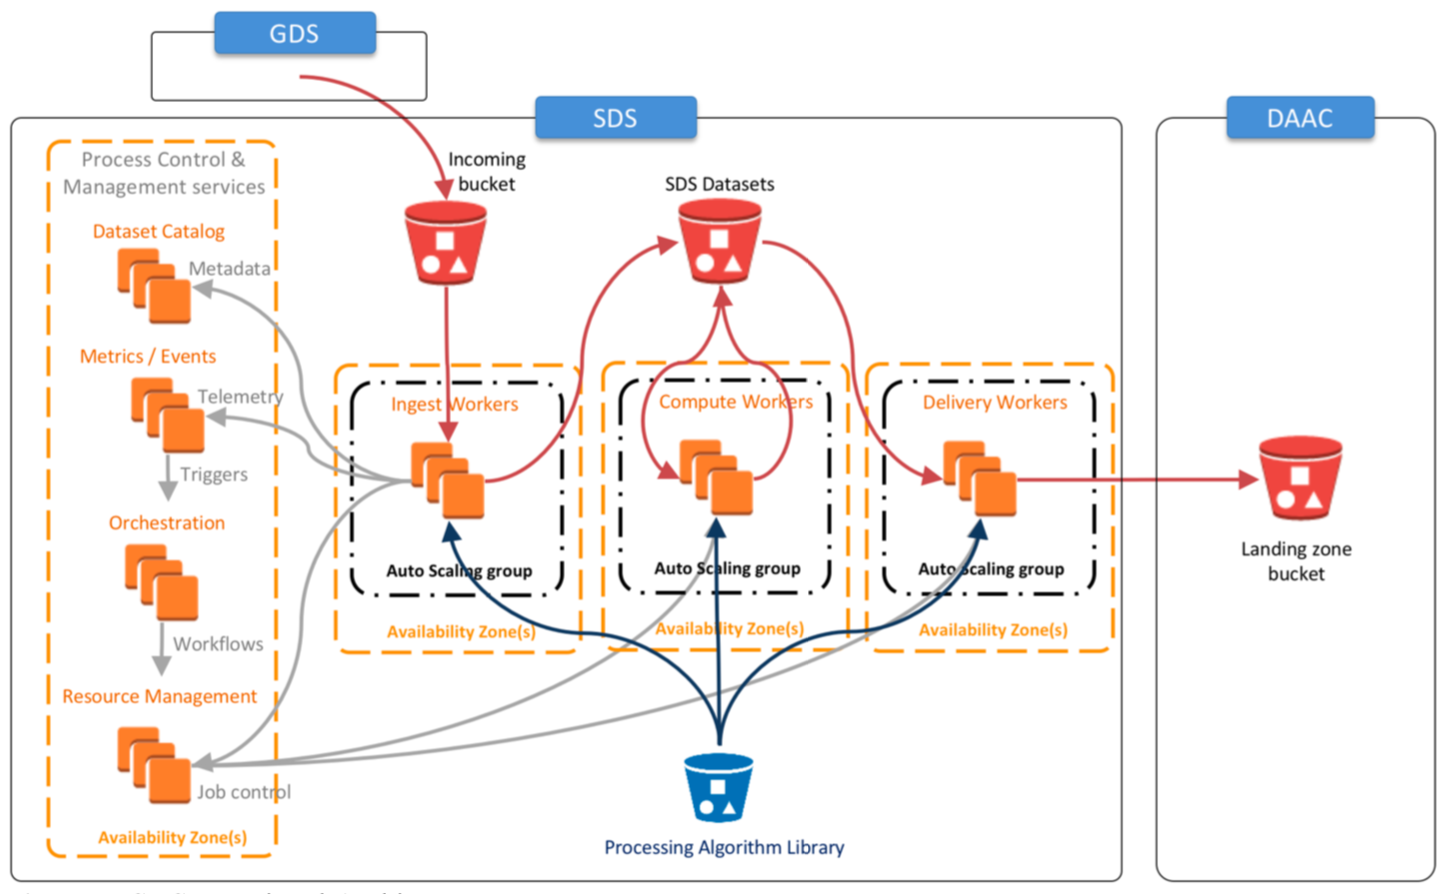 GDS
SDS
DAAC
Process Control &
Management services
Dataset Catalog
Metadata
Metrics / Events
Telemetry
Triggers
Orchestration
Workflows
Resource Management
Job control
Availability Zone(s)
Incoming
bucket
SDS Datasets
Ingest Workers
Auto Scaling group
Availability Zone(s)
Compute Workers
Auto Scaling group
Availability Zone(s)
Delivery Workers
Auto Scaling group
Availability Zone(s)
Processing Algorithm Library
Landing zone
bucket